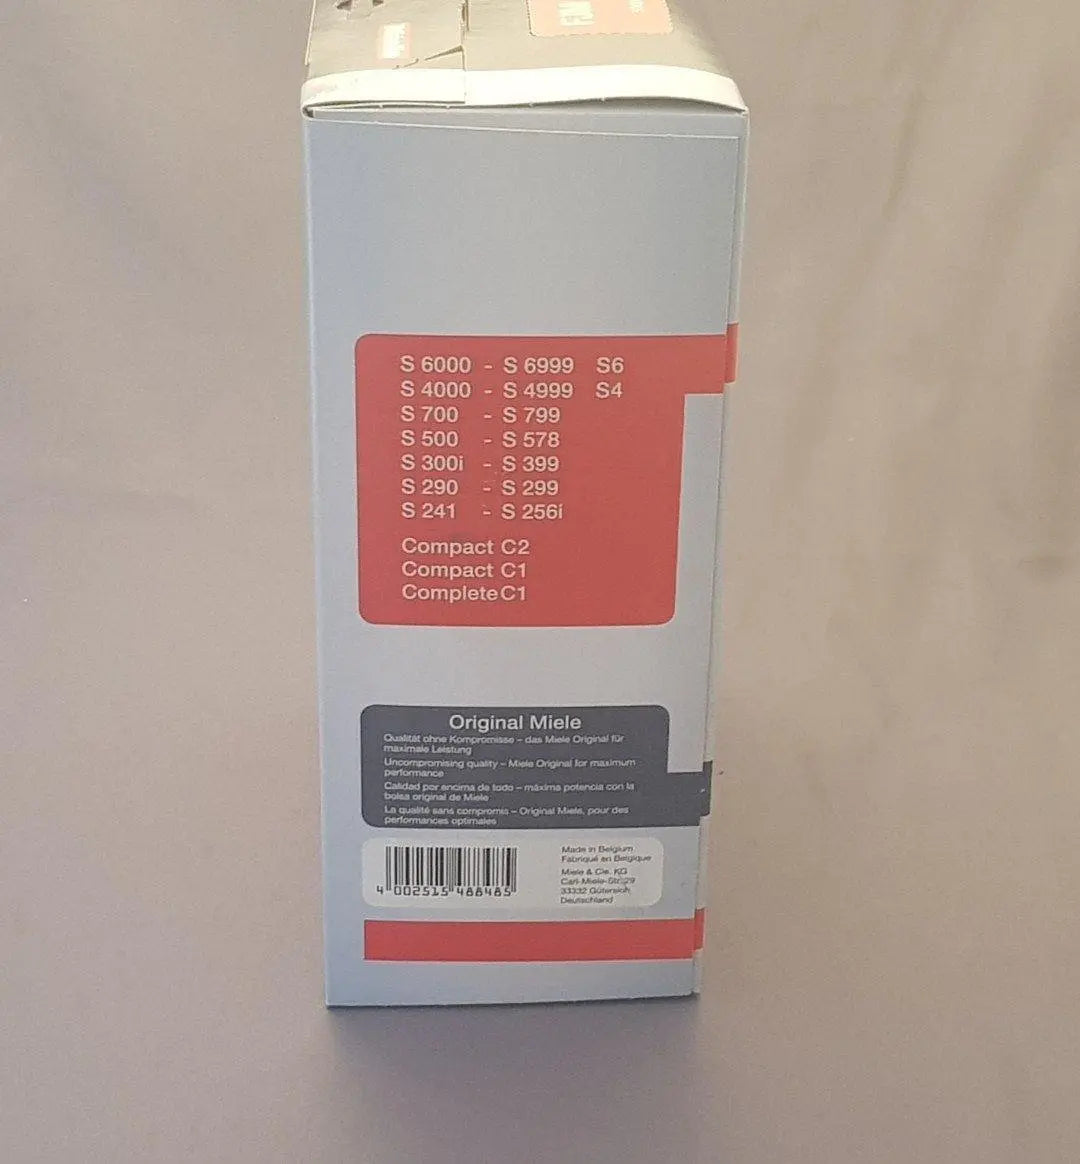 S 6000 - S 6999 S6
S 4000 - S 4999 S4
S 700 - S 799
S 500 - S 578
S 300i - S 399
S 290 - S 299
S 241 - S 256i
Compact C2
Compact C1
Complete C1
Original Miele
Qualität ohne Kompromisse – das Miele Original für
maximale Leistung
Uncompromising quality – Miele Original for maximum
performance
Calidad por encima de todo – máxima potencia con la
bolsa original de Miele
La qualité sans compromis – Original Miele, pour des
performances optimales
Made in Belgium
Fabriqué en Belgique
Miele & Cie. KG
Carl-Miele-Str. 29
33332 Gütersloh
Deutschland
4 002515 488485